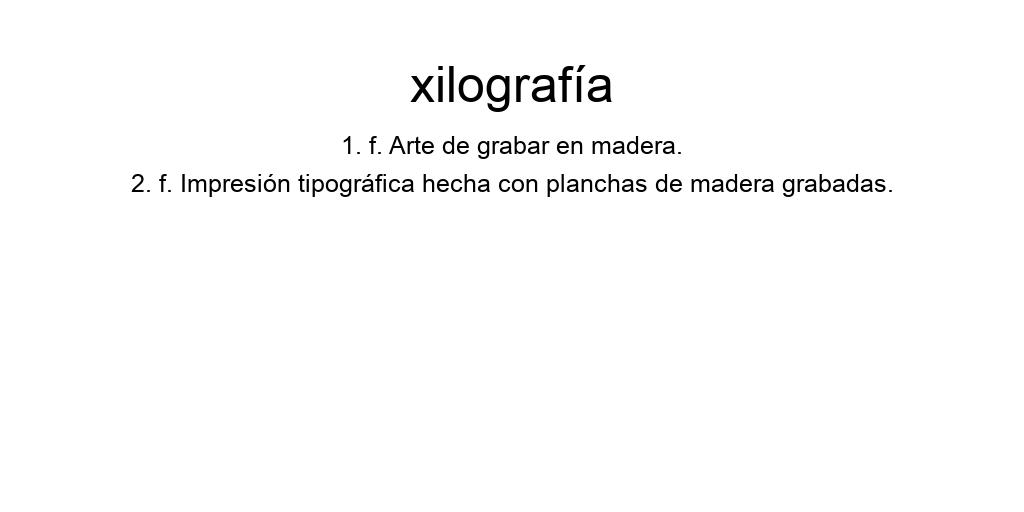 xilografía
1. f. Arte de grabar en madera.
2. f. Impresión tipográfica hecha con planchas de madera grabadas.